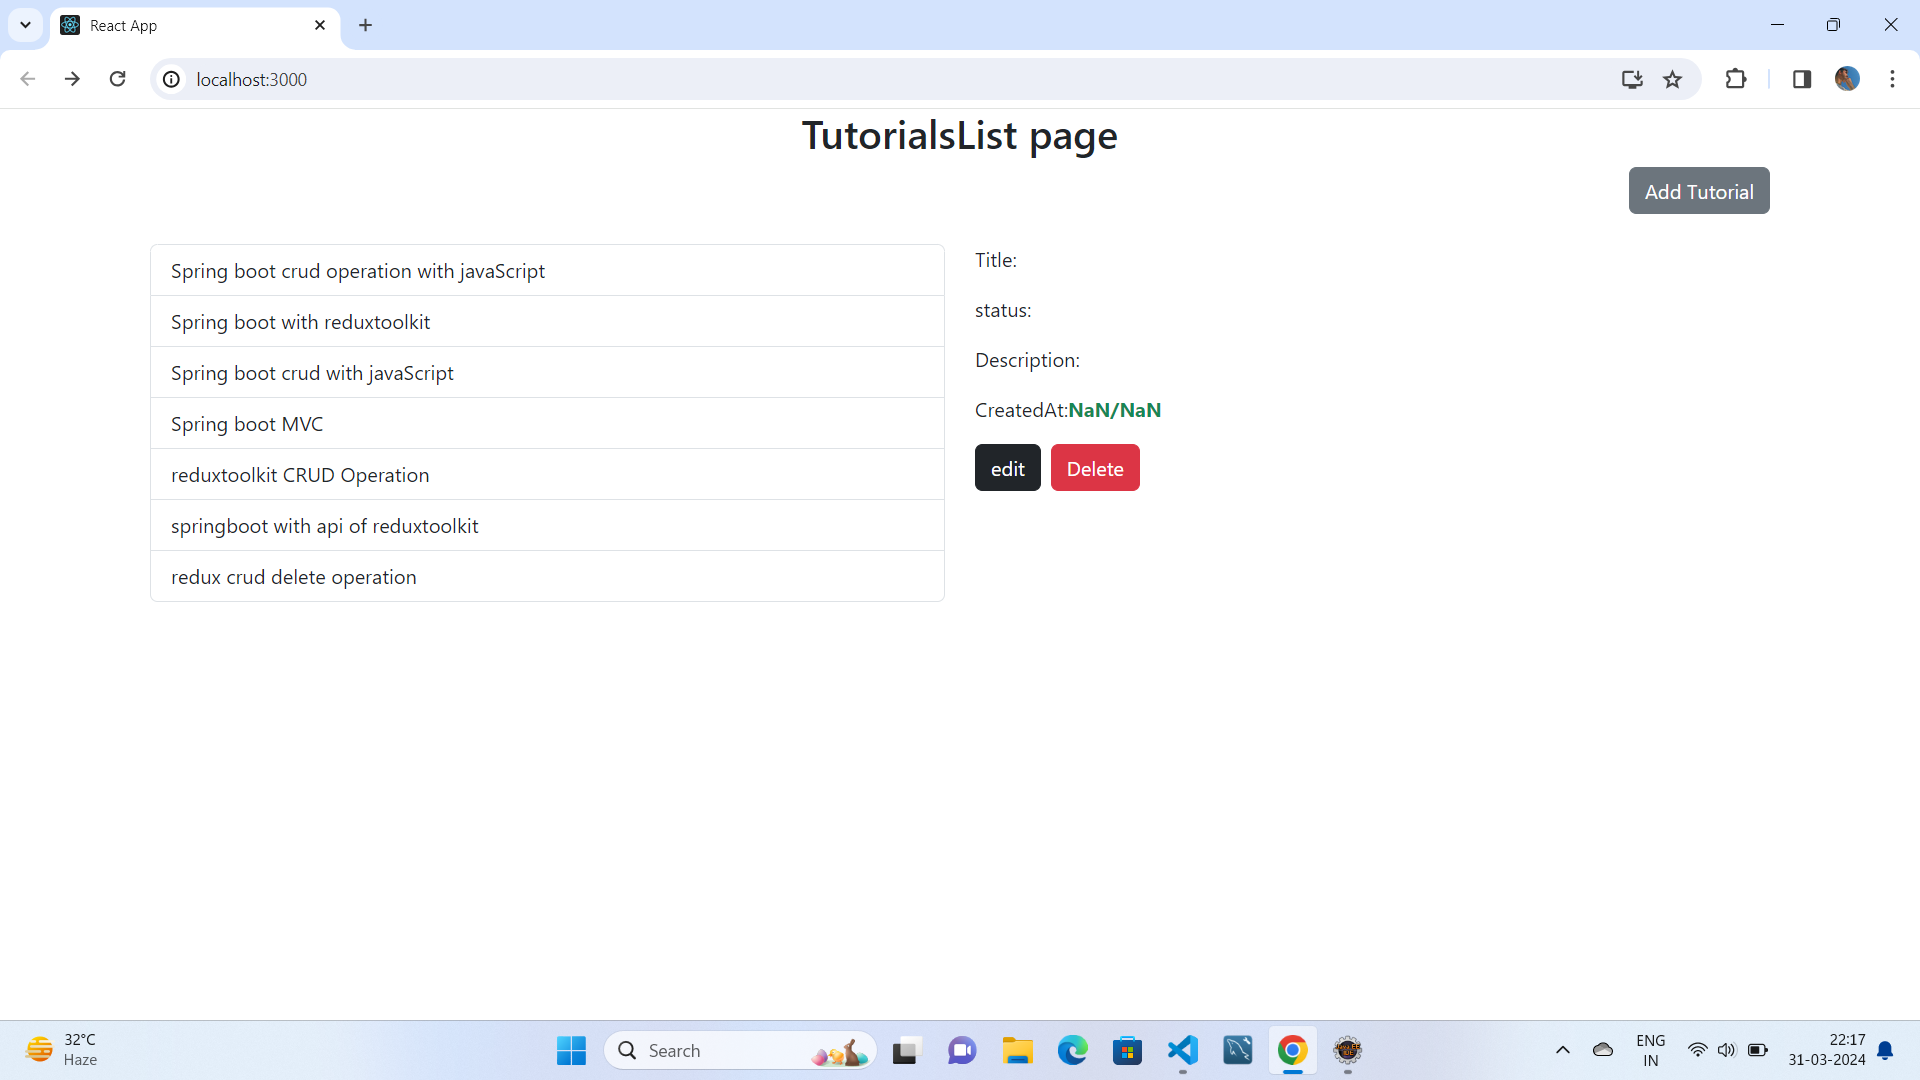 React App
localhost:3000
TutorialsList page
Add Tutorial
Spring boot crud operation with javaScript
Spring boot with reduxtoolkit
Spring boot crud with javaScript
Spring boot MVC
reduxtoolkit CRUD Operation
springboot with api of reduxtoolkit
redux crud delete operation
Title:
status:
Description:
CreatedAt:NaN/NaN
edit Delete
32°C
Haze
Search
ENG
IN
22:17
31-03-2024